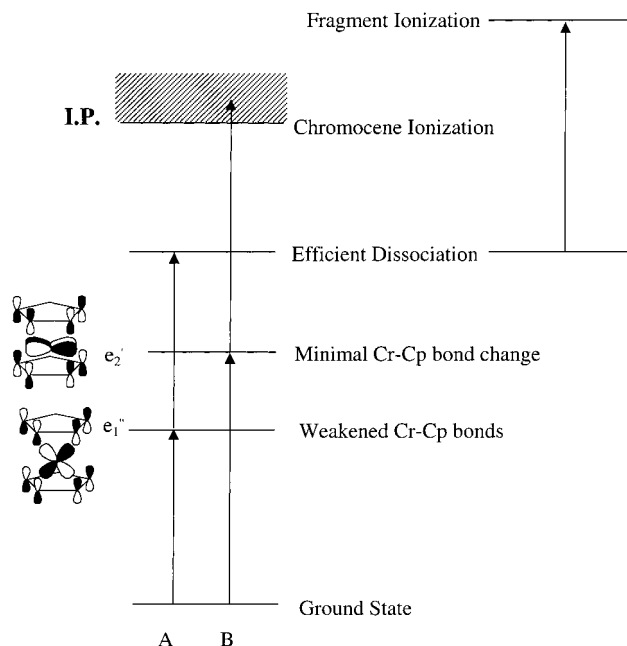 Fragment Ionization
I.P.
Chromocene Ionization
Efficient Dissociation
e₂'
Minimal Cr-Cp bond change
e₁"
Weakened Cr-Cp bonds
Ground State
A B